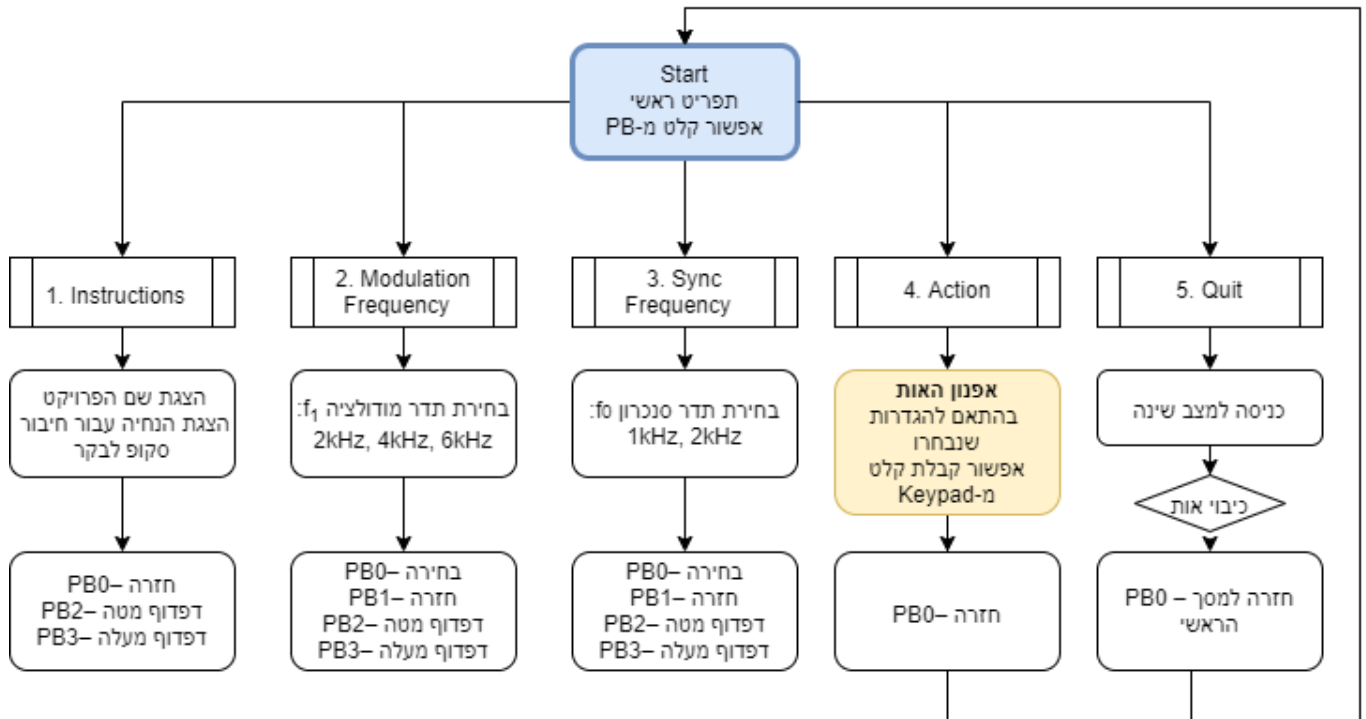 Start
תפריט ראשי
אפשור קלט מ-PB
1. Instructions
2. Modulation
Frequency
3. Sync
Frequency
4. Action
5. Quit
הצגת שם הפרויקט
הצגת הנחיה עבור חיבור
סקופ לבקר
בחירת תדר מודולציה f₁:
2kHz, 4kHz, 6kHz
בחירת תדר סנכרון f0:
1kHz, 2kHz
אפנון האות
בהתאם להגדרות
שנבחרו
אפשור קבלת קלט
מ-Keypad
כניסה למצב שינה
כיבוי אות
PB0– חזרה
PB2– דפדוף מטה
PB3– דפדוף מעלה
PB0– בחירה
PB1– חזרה
PB2– דפדוף מטה
PB3– דפדוף מעלה
PB0– בחירה
PB1– חזרה
PB2– דפדוף מטה
PB3– דפדוף מעלה
PB0– חזרה
PB0 – חזרה למסך
הראשי